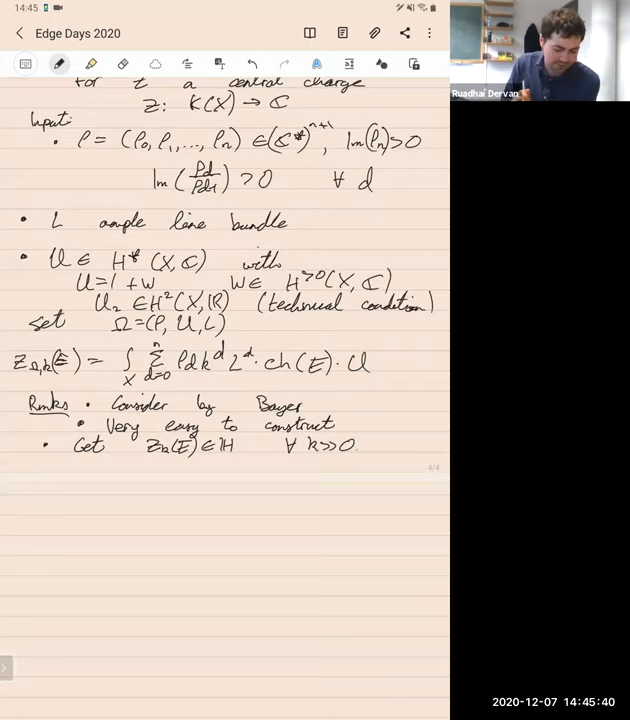 14:45
Edge Days 2020
for Z a central charge
Z: K(X) → ℂ
Input:
• ρ = (ρ₀, ρ₁, ..., ρₙ) ∈ (ℂ*)ⁿ⁺¹, Im(ρₙ) > 0
Im(ρd/ρd+1) > 0 ∀ d
• L ample line bundle
• U ∈ H*(X, ℂ) with
U = 1 + W W ∈ H^{>0}(X, ℂ)
U₂ ∈ H²(X, ℝ) (technical condition)
set Ω = (ρ, U, L)
Z_{Ω,k}(E) = ∫_X Σ_{d=0}^n ρd k^d L^d · ch(E) · U
Rmks • Consider by Bayer
• Very easy to construct
• Get Z_k(E) ∈ ℍ ∀ k >> 0.
4/4
Ruadhaí Dervan
2020-12-07 14:45:40